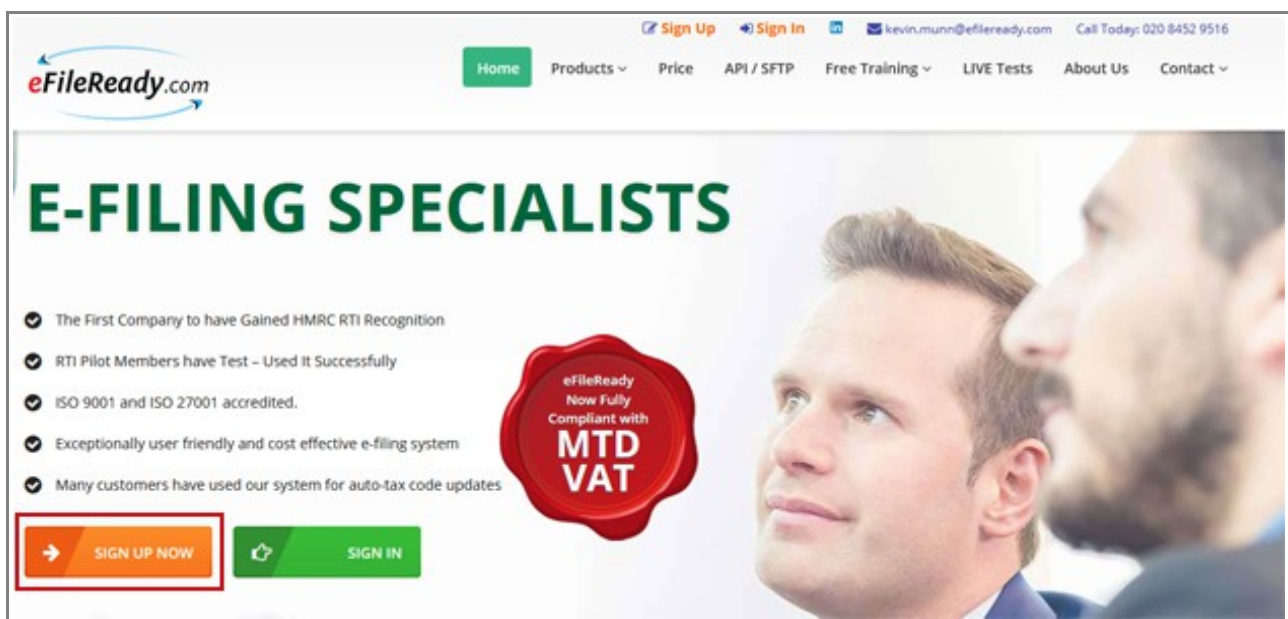 Sign Up Sign In in kevin.munn@efileready.com Call Today: 020 8452 9516
eFileReady.com
Home Products Price API / SFTP Free Training LIVE Tests About Us Contact
E-FILING SPECIALISTS
The First Company to have Gained HMRC RTI Recognition
RTI Pilot Members have Test – Used It Successfully
ISO 9001 and ISO 27001 accredited.
Exceptionally user friendly and cost effective e-filing system
Many customers have used our system for auto-tax code updates
eFileReady
Now Fully
Compliant with
MTD
VAT
SIGN UP NOW SIGN IN